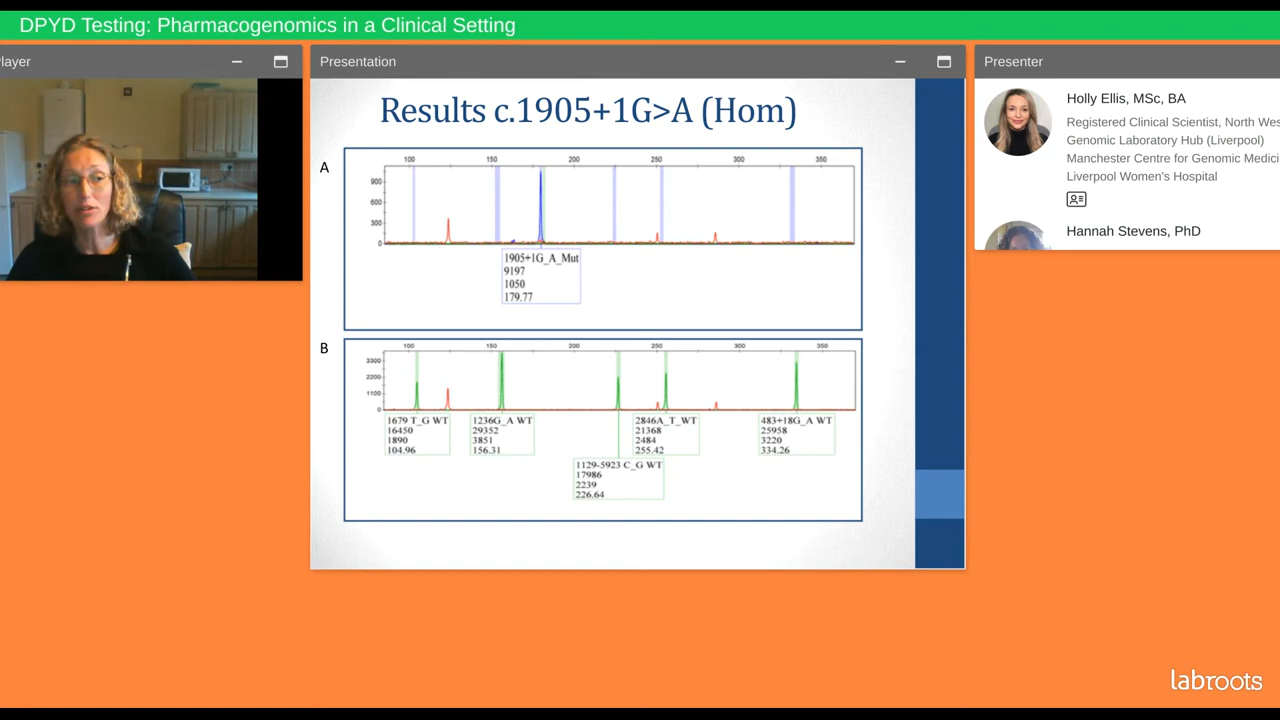 DPYD Testing: Pharmacogenomics in a Clinical Setting
layer
Presentation
Presenter
Results c.1905+1G>A (Hom)
A
100 150 200 250 300 350
900
600
300
0
1905+1G_A_Mut
9197
1050
179.77
B
100 150 200 250 300 350
3300
2200
1100
0
1679 T_G WT
16450
1890
104.96
1236G_A WT
29352
3851
156.31
1129-5923 C_G WT
17986
2239
226.64
2846A_T_WT
21368
2484
255.42
483+18G_A WT
25958
3220
334.26
Holly Ellis, MSc, BA
Registered Clinical Scientist, North Wes
Genomic Laboratory Hub (Liverpool)
Manchester Centre for Genomic Medici
Liverpool Women's Hospital
Hannah Stevens, PhD
labroots